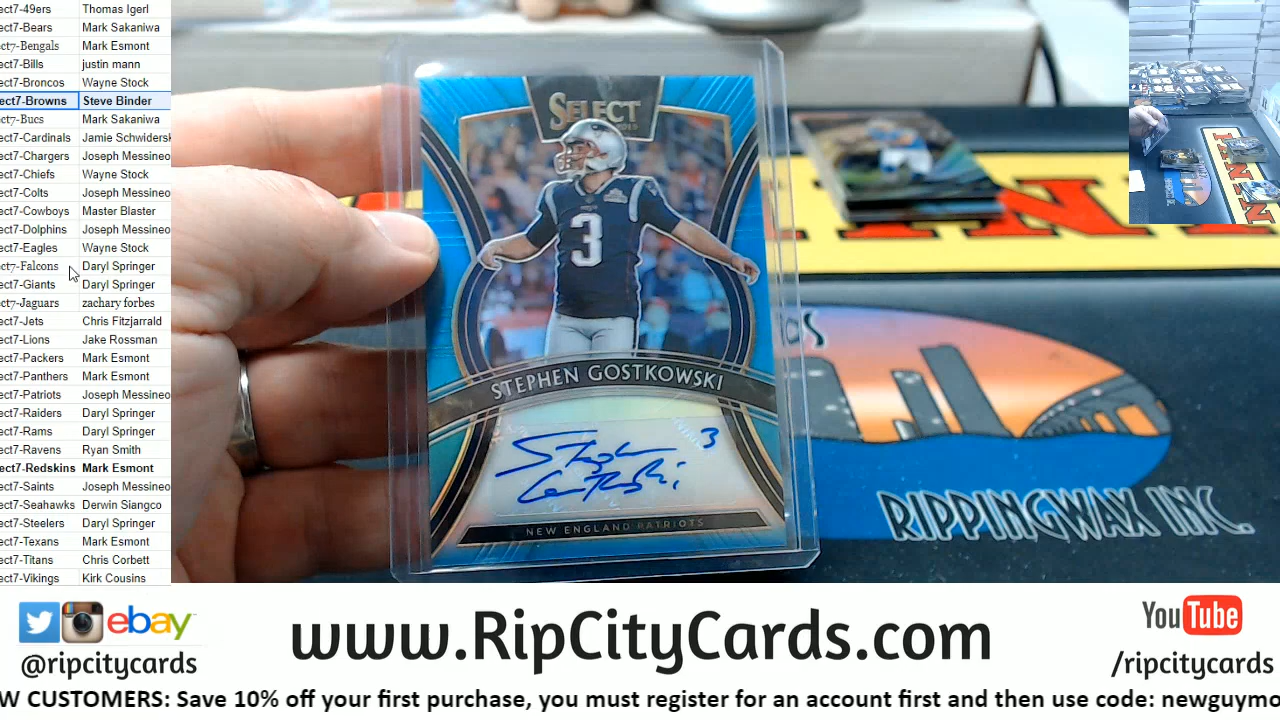 ect7-49ers Thomas Igerl
ect7-Bears Mark Sakaniwa
ect7-Bengals Mark Esmont
ect7-Bills justin mann
ect7-Broncos Wayne Stock
ect7-Browns Steve Binder
ct7-Bucs Mark Sakaniwa
ect7-Cardinals Jamie Schwidersk
ect7-Chargers Joseph Messineo
ect7-Chiefs Wayne Stock
ect7-Colts Joseph Messineo
ect7-Cowboys Master Blaster
ect7-Dolphins Joseph Messineo
ect7-Eagles Wayne Stock
ect7-Falcons Daryl Springer
ect7-Giants Daryl Springer
ect7-Jaguars zachary forbes
ect7-Jets Chris Fitzjarrald
ect7-Lions Jake Rossman
ect7-Packers Mark Esmont
ect7-Panthers Mark Esmont
ect7-Patriots Joseph Messineo
ect7-Raiders Daryl Springer
ect7-Rams Daryl Springer
ect7-Ravens Ryan Smith
ect7-Redskins Mark Esmont
ect7-Saints Joseph Messineo
ect7-Seahawks Derwin Siangco
ect7-Steelers Daryl Springer
ect7-Texans Mark Esmont
ect7-Titans Chris Corbett
ect7-Vikings Kirk Cousins
SELECT
2019
3
STEPHEN GOSTKOWSKI
3
NEW ENGLAND PATRIOTS
RIPPINGWAX INC.
ebay
@ripcitycards
www.RipCityCards.com
YouTube
/ripcitycards
W CUSTOMERS: Save 10% off your first purchase, you must register for an account first and then use code: newguymo